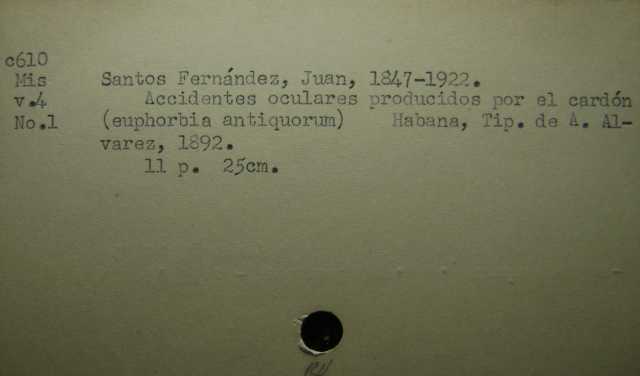 c610
Mis Santos Fernández, Juan, 1847-1922.
v.4 Accidentes oculares producidos por el cardón
No.1 (euphorbia antiquorum) Habana, Tip. de A. Al-
varez, 1892.
11 p. 25cm.